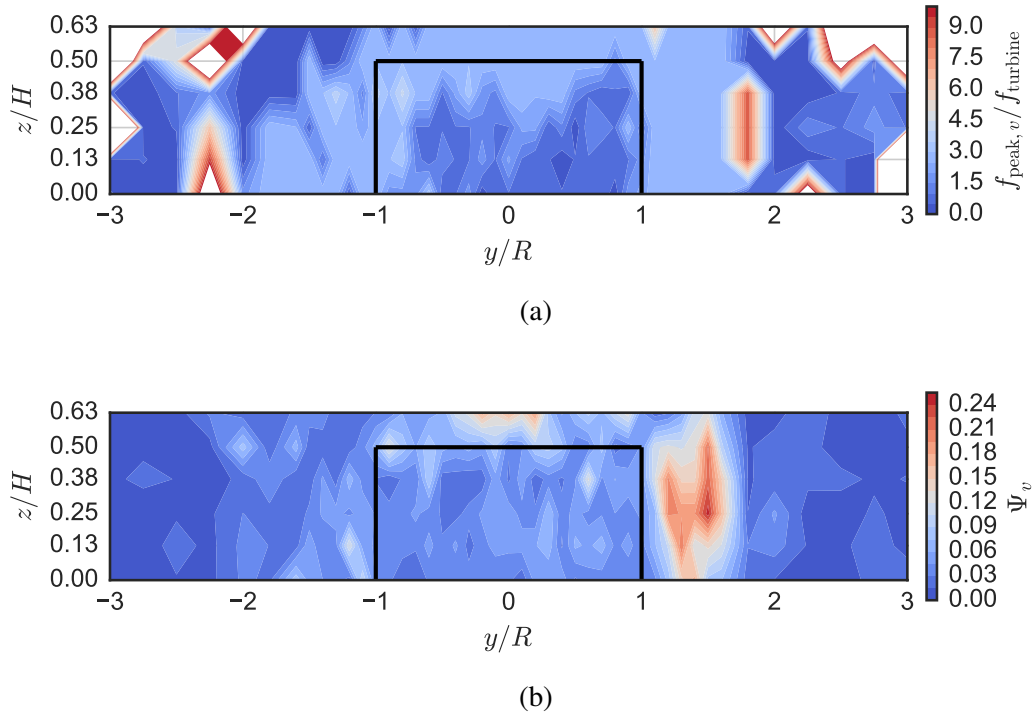 0.63
0.50
0.38
0.25
0.13
0.00
z/H
−3 −2 −1 0 1 2 3
y/R
9.0
7.5
6.0
4.5
3.0
1.5
0.0
f_peak, v / f_turbine
(a)
0.63
0.50
0.38
0.25
0.13
0.00
z/H
−3 −2 −1 0 1 2 3
y/R
0.24
0.21
0.18
0.15
0.12
0.09
0.06
0.03
0.00
Ψ_v
(b)